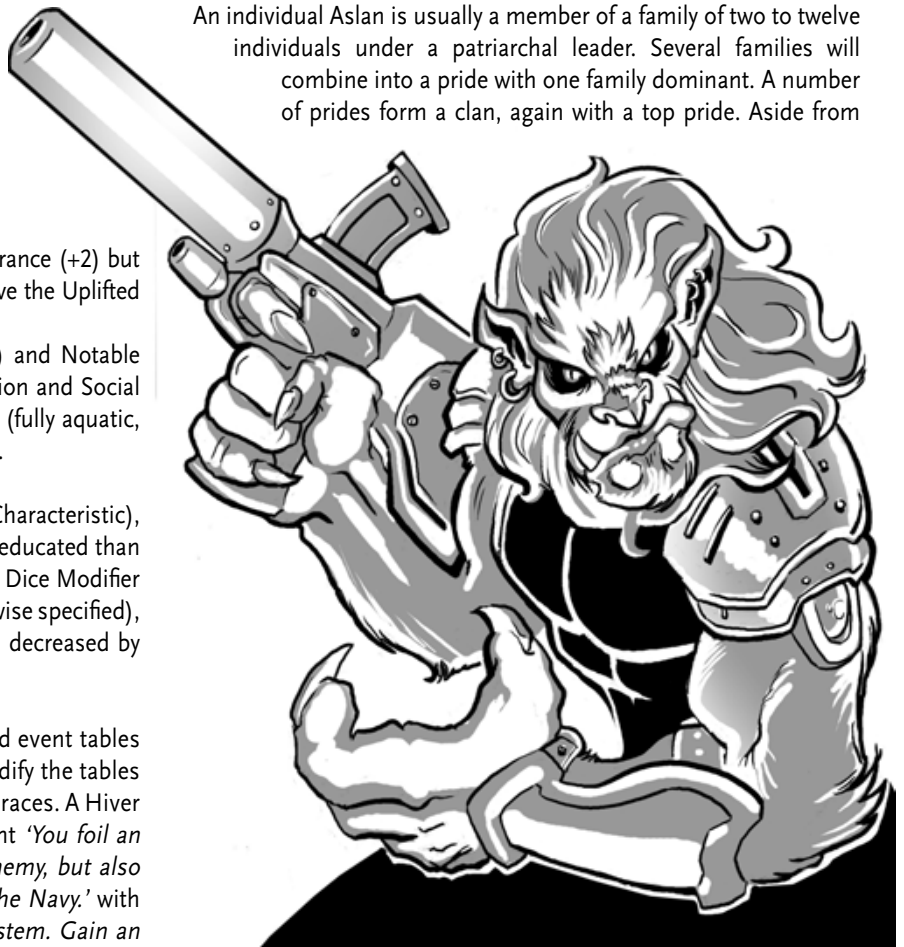 An individual Aslan is usually a member of a family of two to twelve
individuals under a patriarchal leader. Several families will
combine into a pride with one family dominant. A number
of prides form a clan, again with a top pride. Aside from
rance (+2) but
ve the Uplifted
) and Notable
ion and Social
(fully aquatic,
.
Characteristic),
educated than
Dice Modifier
wise specified),
decreased by
d event tables
dify the tables
races. A Hiver
nt ‘You foil an
nemy, but also
he Navy.’ with
stem. Gain an